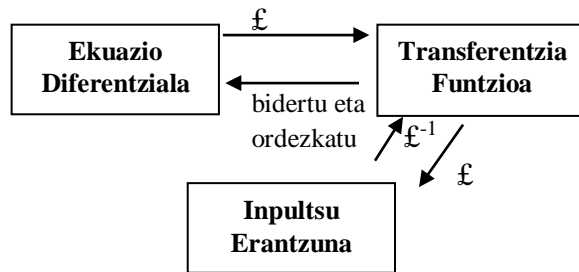 £
Ekuazio
Diferentziala
Transferentzia
Funtzioa
bidertu eta
ordezkatu
£-1
£
Inpultsu
Erantzuna